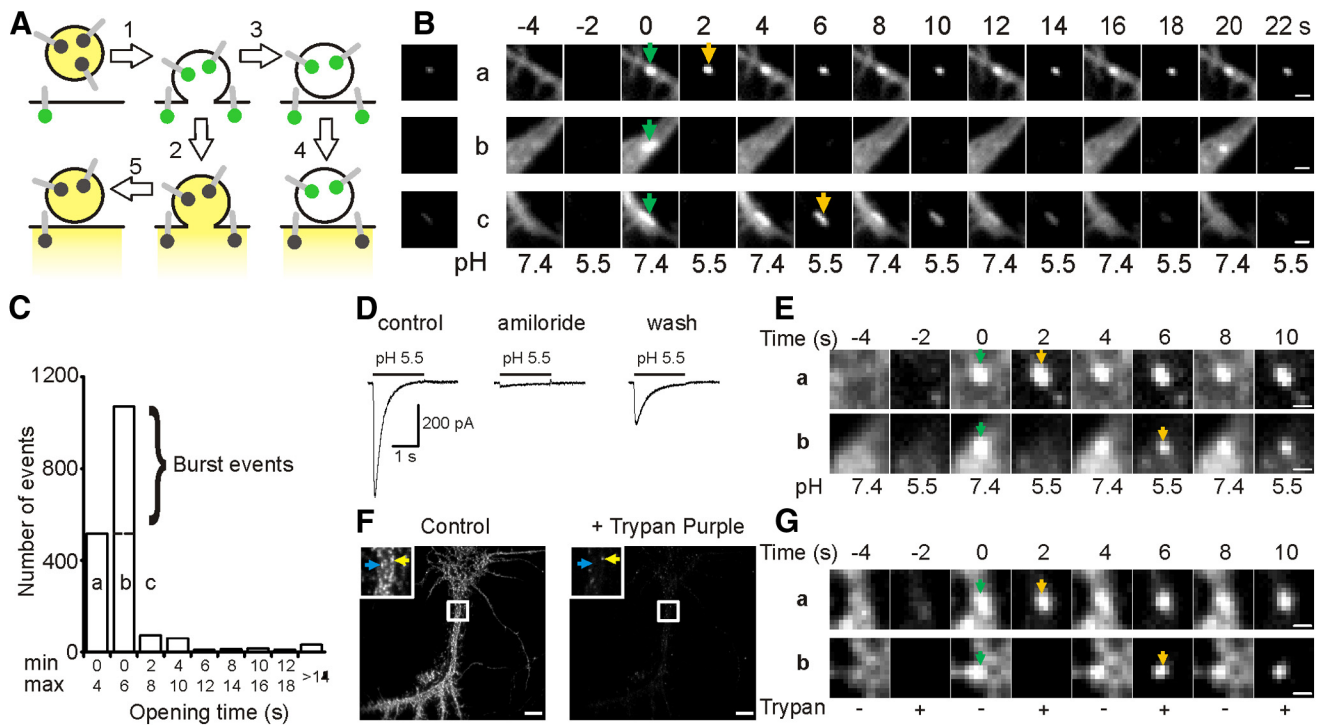 A
1
3
2
4
5
B
-4 -2 0 2 4 6 8 10 12 14 16 18 20 22 s
a
b
c
pH 7.4 5.5 7.4 5.5 7.4 5.5 7.4 5.5 7.4 5.5 7.4 5.5 7.4 5.5
C
Number of events
1200
800
400
0
Burst events
a b c
min 0 0 2 4 6 8 10 12 >14
max 4 6 8 10 12 14 16 18
Opening time (s)
D
control amiloride wash
pH 5.5 pH 5.5 pH 5.5
200 pA
1 s
E
Time (s) -4 -2 0 2 4 6 8 10
a
b
pH 7.4 5.5 7.4 5.5 7.4 5.5 7.4 5.5
F
Control + Trypan Purple
G
Time (s) -4 -2 0 2 4 6 8 10
a
b
Trypan - + - + - + - +